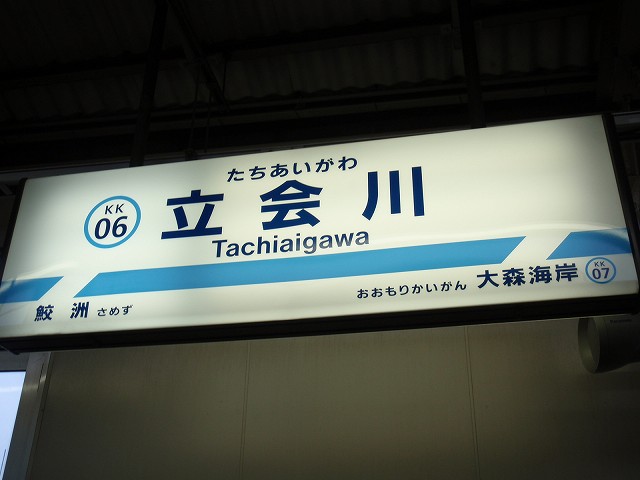 たちあいがわ
KK
06
立会川
Tachiaigawa
鮫洲 さめず
おおもりかいがん 大森海岸
KK
07